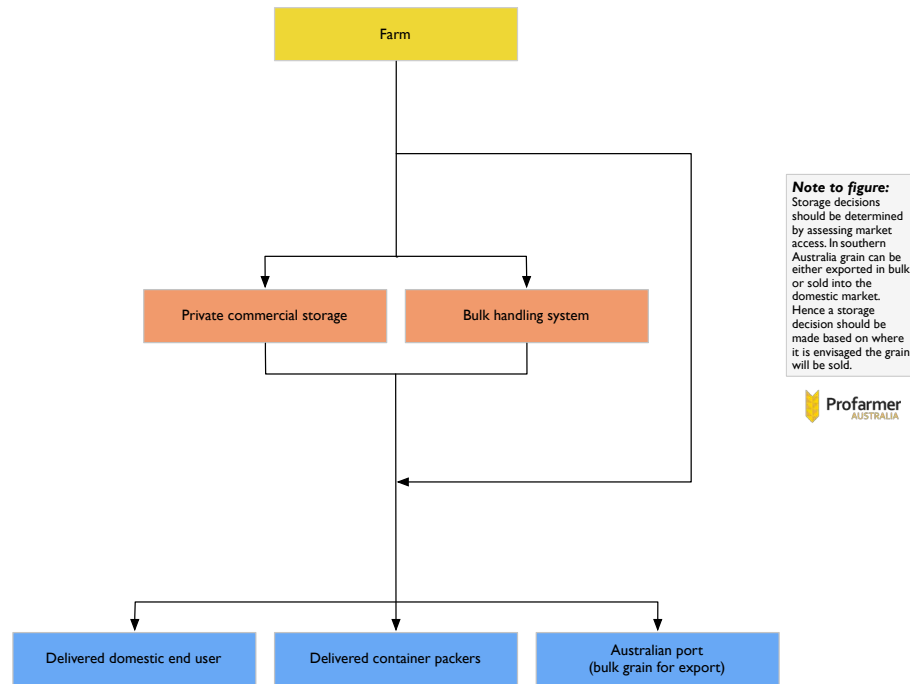 Farm
Private commercial storage
Bulk handling system
Delivered domestic end user
Delivered container packers
Australian port
(bulk grain for export)
Note to figure:
Storage decisions
should be determined
by assessing market
access. In southern
Australia grain can be
either exported in bulk
or sold into the
domestic market.
Hence a storage
decision should be
made based on where
it is envisaged the grain
will be sold.
Profarmer
AUSTRALIA